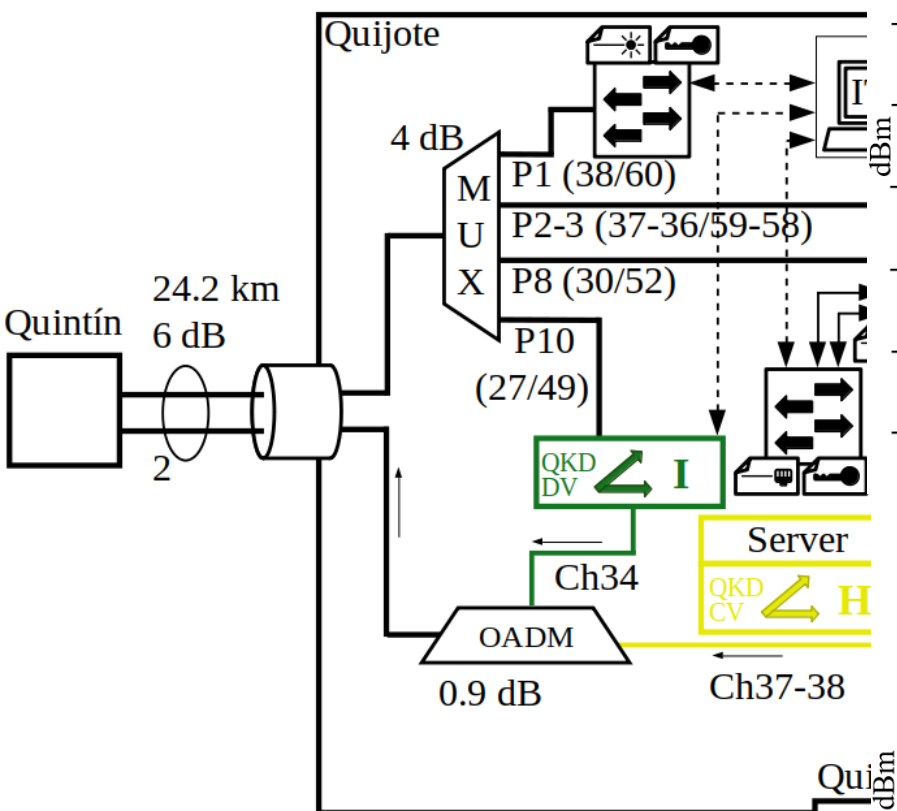 Quijote
4 dB
MUX
P1 (38/60)
P2-3 (37-36/59-58)
P8 (30/52)
P10
(27/49)
dBm
24.2 km
6 dB
Quintín
2
QKD
DV
I
Ch34
Server
QKD
CV
H
OADM
0.9 dB
Ch37-38
dBm